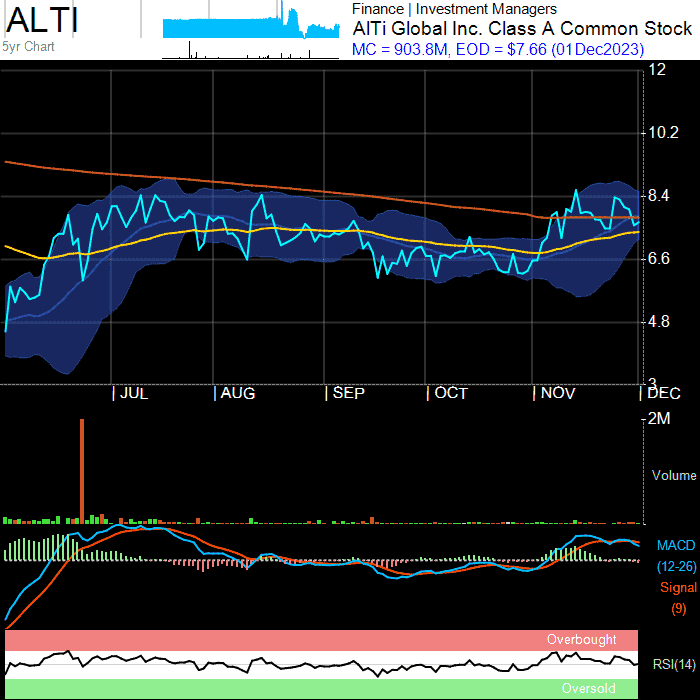 ALTI
5yr Chart
Finance | Investment Managers
AlTi Global Inc. Class A Common Stock
MC = 903.8M, EOD = $7.66 (01Dec2023)
12
10.2
8.4
6.6
4.8
3
| JUL | AUG | SEP | OCT | NOV | DEC
2M
Volume
MACD
(12-26)
Signal
(9)
Overbought
RSI(14)
Oversold